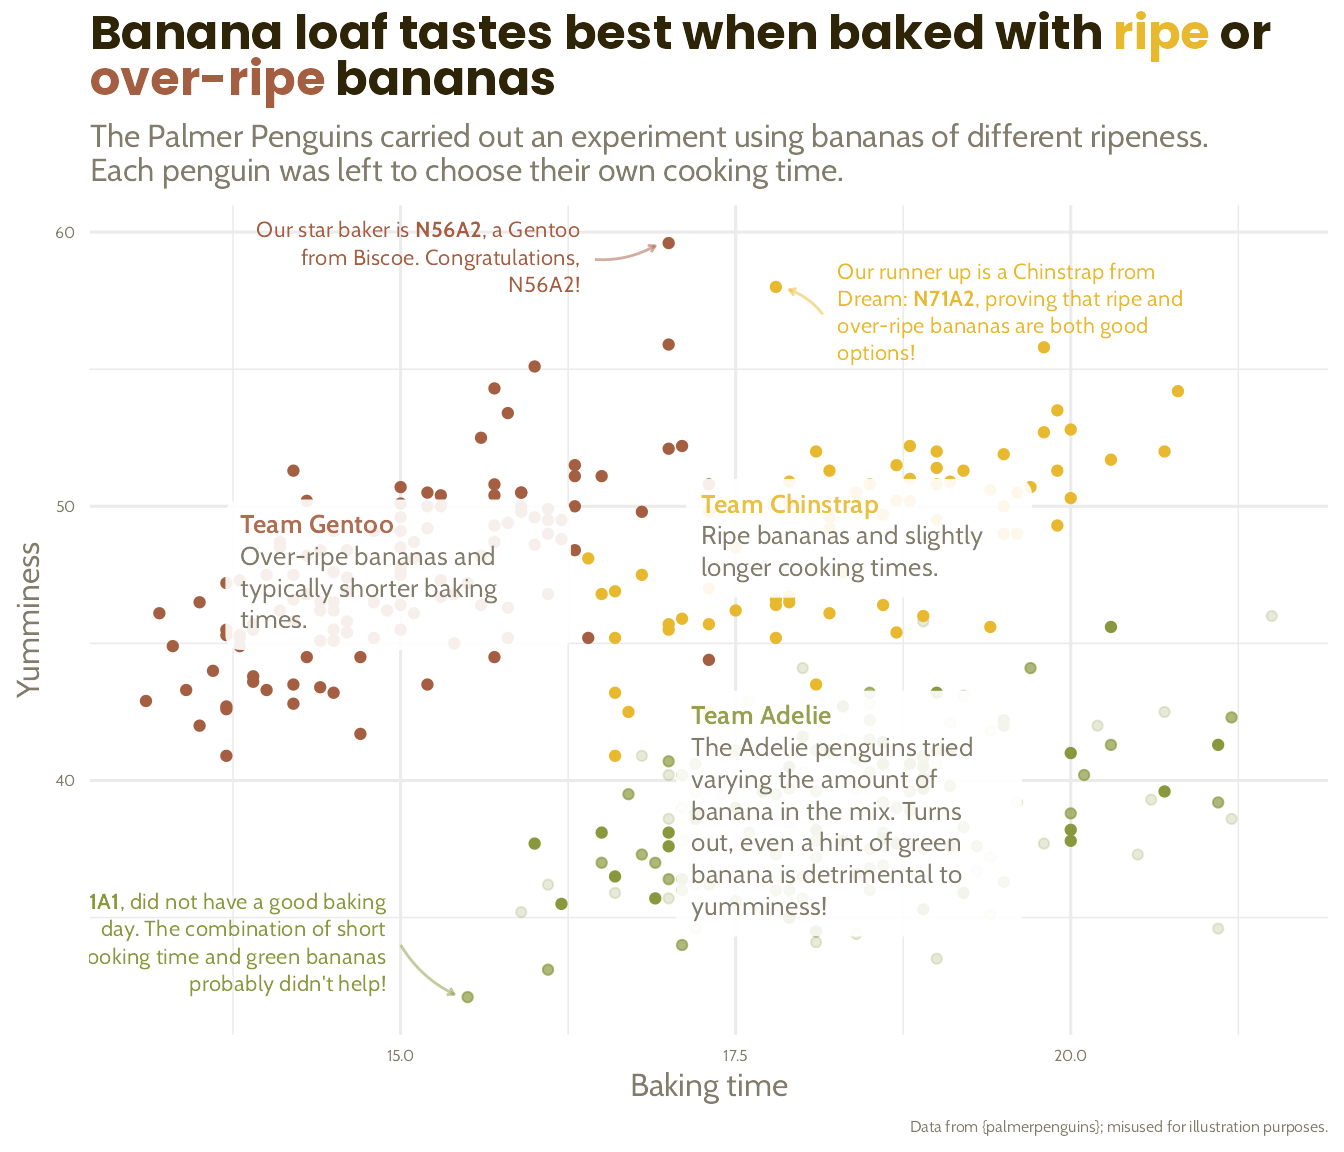 Banana loaf tastes best when baked with ripe or
over-ripe bananas
The Palmer Penguins carried out an experiment using bananas of different ripeness.
Each penguin was left to choose their own cooking time.
60
Our star baker is N56A2, a Gentoo
from Biscoe. Congratulations,
N56A2!
Our runner up is a Chinstrap from
Dream: N71A2, proving that ripe and
over-ripe bananas are both good
options!
50
Team Gentoo
Over-ripe bananas and
typically shorter baking
times.
Team Chinstrap
Ripe bananas and slightly
longer cooking times.
Yumminess
Team Adelie
The Adelie penguins tried
varying the amount of
banana in the mix. Turns
out, even a hint of green
banana is detrimental to
yumminess!
40
1A1, did not have a good baking
day. The combination of short
ooking time and green bananas
probably didn't help!
15.0
17.5
20.0
Baking time
Data from {palmerpenguins}; misused for illustration purposes.